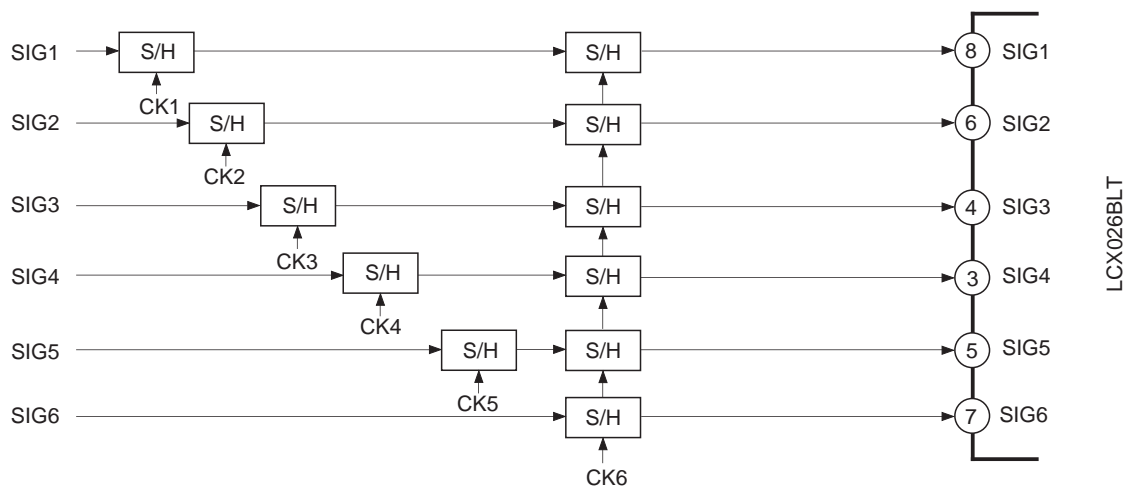 SIG1 S/H S/H 8 SIG1
CK1
SIG2 S/H S/H 6 SIG2
CK2
SIG3 S/H S/H 4 SIG3
CK3
SIG4 S/H S/H 3 SIG4
CK4
SIG5 S/H S/H 5 SIG5
CK5
SIG6 S/H 7 SIG6
CK6
LCX026BLT